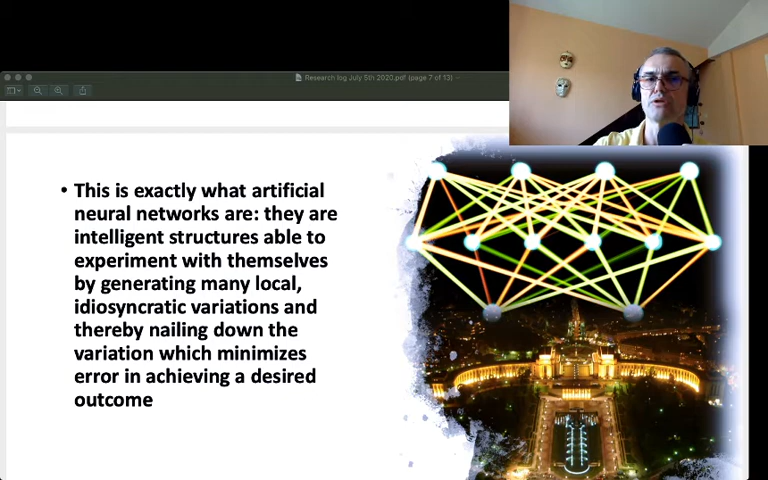 Research log July 5th 2020.pdf (page 7 of 13)
• This is exactly what artificial
neural networks are: they are
intelligent structures able to
experiment with themselves
by generating many local,
idiosyncratic variations and
thereby nailing down the
variation which minimizes
error in achieving a desired
outcome